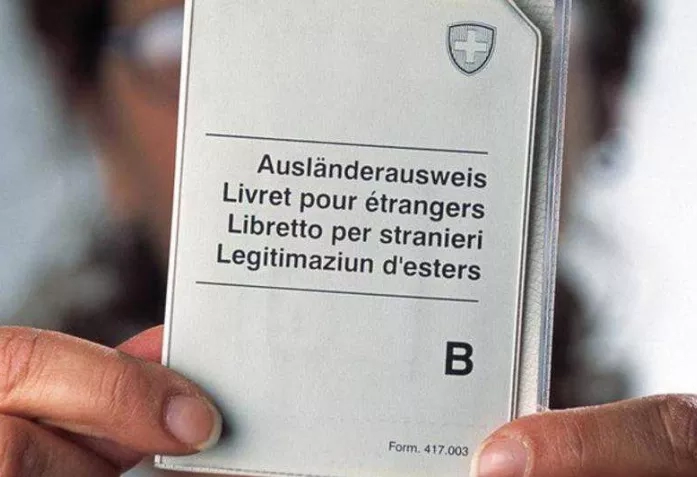 Ausländerausweis
Livret pour étrangers
Libretto per stranieri
Legitimaziun d'esters
B
Form. 417.003